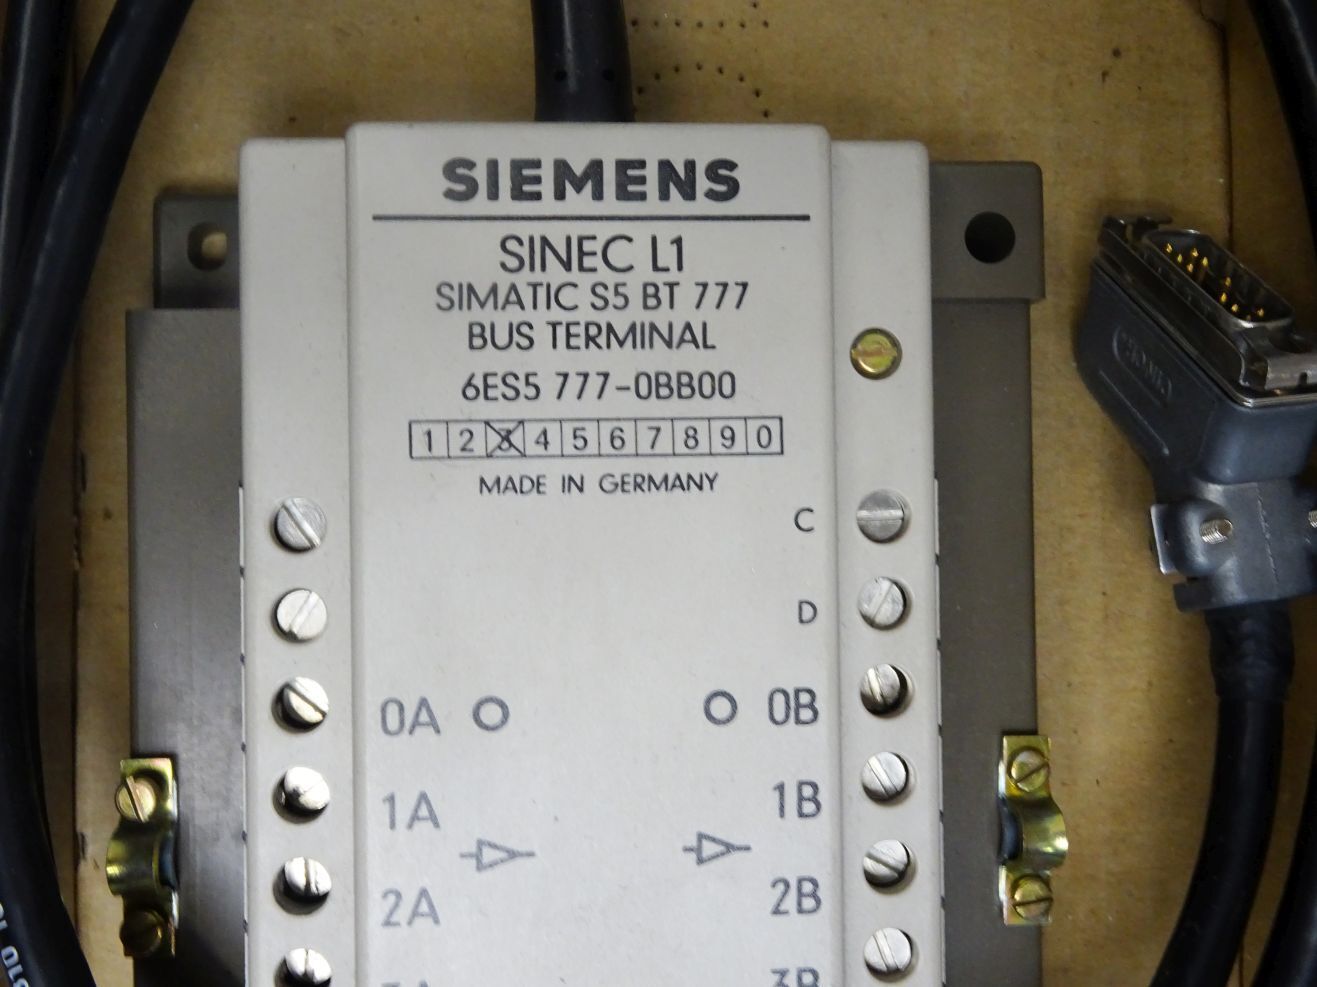 SIEMENS
SINEC L1
SIMATIC S5 BT 777
BUS TERMINAL
6ES5 777-0BB00
1 2 3 4 5 6 7 8 9 0
MADE IN GERMANY
C
D
0A 0B
1A 1B
2A 2B
3B